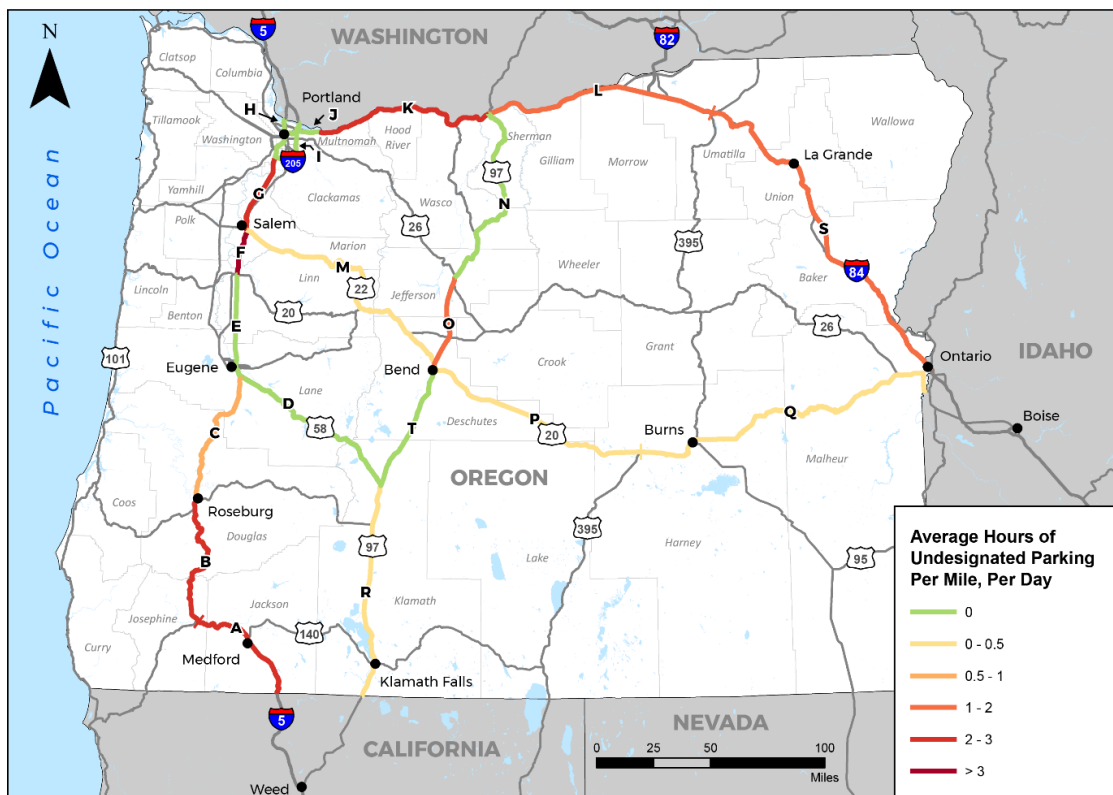 N
5
WASHINGTON
82
Clatsop
Columbia
H
Portland
J
K
L
Tillamook
Washington
Multnomah
Hood
River
Sherman
Wallowa
I
205
Gilliam
Morrow
Umatilla
La Grande
97
Yamhill
G
Clackamas
Wasco
N
Union
Polk
Salem
26
S
F
Marion
395
M
84
Linn
22
Wheeler
Baker
Lincoln
Jefferson
Benton
20
E
O
26
101
Grant
Crook
Ontario
IDAHO
Eugene
Bend
Lane
D
Deschutes
P
Q
Boise
58
T
20
Burns
C
OREGON
Malheur
Coos
Roseburg
Douglas
395
Harney
97
Lake
95
B
Jackson
R
Klamath
Josephine
A
140
Curry
Medford
Klamath Falls
5
CALIFORNIA
NEVADA
Weed
Pacific Ocean
0 25 50 100
Miles
Average Hours of
Undesignated Parking
Per Mile, Per Day
0
0 - 0.5
0.5 - 1
1 - 2
2 - 3
> 3